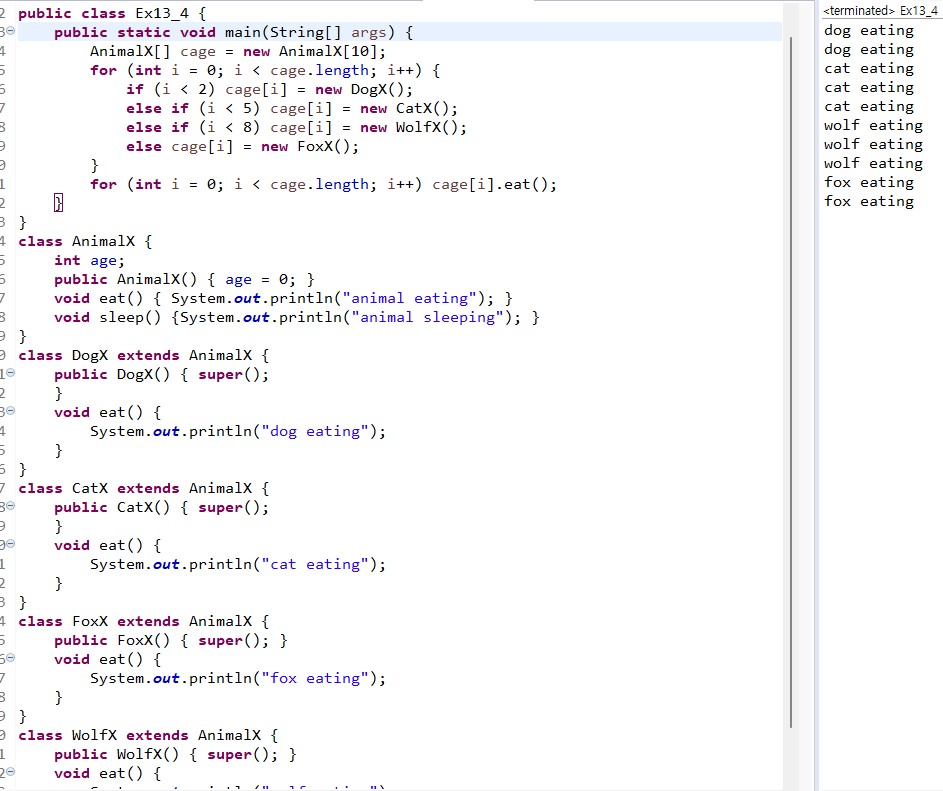 public class Ex13_4 {
public static void main(String[] args) {
AnimalX[] cage = new AnimalX[10];
for (int i = 0; i < cage.length; i++) {
if (i < 2) cage[i] = new DogX();
else if (i < 5) cage[i] = new CatX();
else if (i < 8) cage[i] = new WolfX();
else cage[i] = new FoxX();
}
for (int i = 0; i < cage.length; i++) cage[i].eat();
}
}
class AnimalX {
int age;
public AnimalX() { age = 0; }
void eat() { System.out.println("animal eating"); }
void sleep() {System.out.println("animal sleeping"); }
}
class DogX extends AnimalX {
public DogX() { super();
}
void eat() {
System.out.println("dog eating");
}
}
class CatX extends AnimalX {
public CatX() { super();
}
void eat() {
System.out.println("cat eating");
}
}
class FoxX extends AnimalX {
public FoxX() { super(); }
void eat() {
System.out.println("fox eating");
}
}
class WolfX extends AnimalX {
public WolfX() { super(); }
void eat() {
<terminated> Ex13_4
dog eating
dog eating
cat eating
cat eating
cat eating
wolf eating
wolf eating
wolf eating
fox eating
fox eating